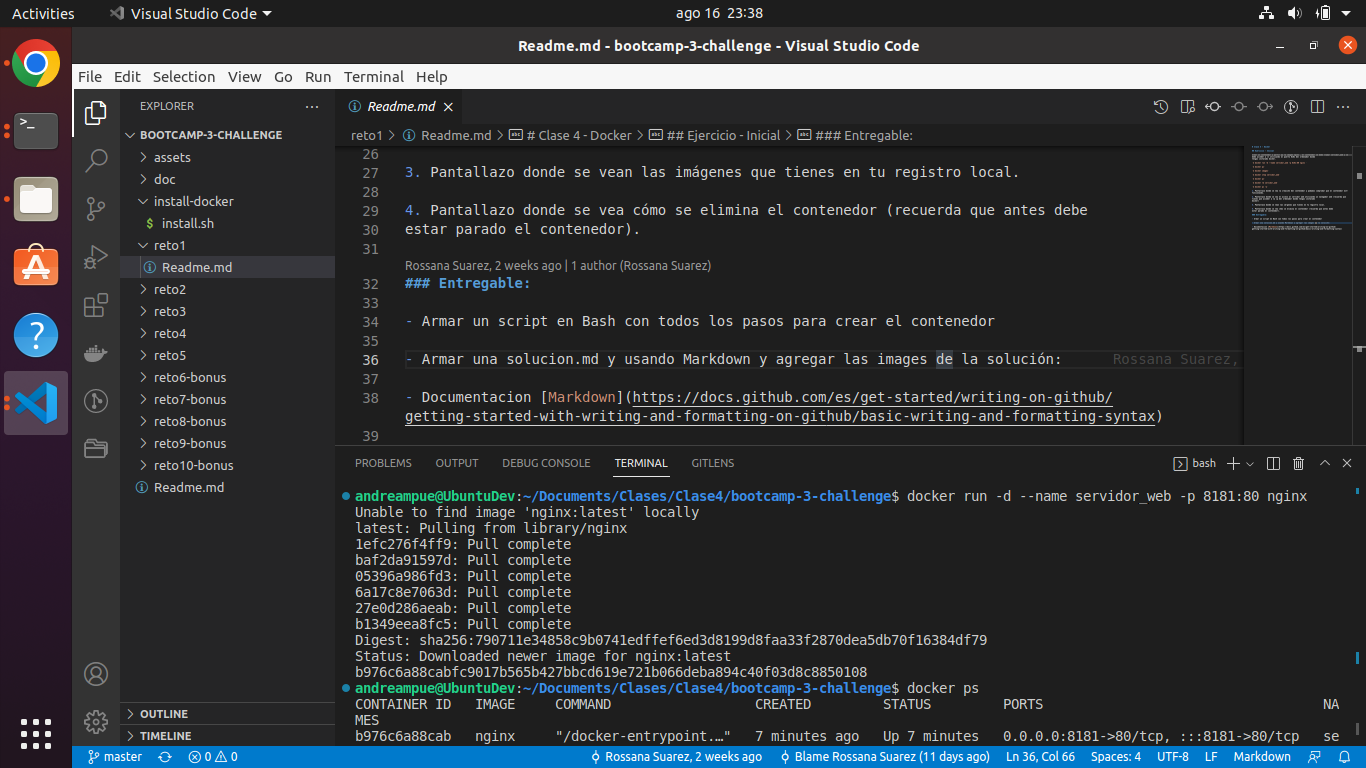 Activities Visual Studio Code ago 16 23:38
Readme.md - bootcamp-3-challenge - Visual Studio Code
File Edit Selection View Go Run Terminal Help
EXPLORER
BOOTCAMP-3-CHALLENGE
assets
doc
install-docker
$ install.sh
reto1
Readme.md
reto2
reto3
reto4
reto5
reto6-bonus
reto7-bonus
reto8-bonus
reto9-bonus
reto10-bonus
Readme.md
OUTLINE
TIMELINE
Readme.md
reto1 > Readme.md > # Clase 4 - Docker > ## Ejercicio - Inicial > ### Entregable:
26
27 3. Pantallazo donde se vean las imágenes que tienes en tu registro local.
28
29 4. Pantallazo donde se vea cómo se elimina el contenedor (recuerda que antes debe
30 estar parado el contenedor).
31
Rossana Suarez, 2 weeks ago | 1 author (Rossana Suarez)
32 ### Entregable:
33
34 - Armar un script en Bash con todos los pasos para crear el contenedor
35
36 - Armar una solucion.md y usando Markdown y agregar las images de la solución: Rossana Suarez,
37
38 - Documentacion [Markdown](https://docs.github.com/es/get-started/writing-on-github/
getting-started-with-writing-and-formatting-on-github/basic-writing-and-formatting-syntax)
39
PROBLEMS OUTPUT DEBUG CONSOLE TERMINAL GITLENS bash
andreampue@UbuntuDev:~/Documents/Clases/Clase4/bootcamp-3-challenge$ docker run -d --name servidor_web -p 8181:80 nginx
Unable to find image 'nginx:latest' locally
latest: Pulling from library/nginx
1efc276f4ff9: Pull complete
baf2da91597d: Pull complete
05396a986fd3: Pull complete
6a17c8e7063d: Pull complete
27e0d286aeab: Pull complete
b1349eea8fc5: Pull complete
Digest: sha256:790711e34858c9b0741edffef6ed3d8199d8faa33f2870dea5db70f16384df79
Status: Downloaded newer image for nginx:latest
b976c6a88cabfc9017b565b427bbcd619e721b066deba894c40f03d8c8850108
andreampue@UbuntuDev:~/Documents/Clases/Clase4/bootcamp-3-challenge$ docker ps
CONTAINER ID IMAGE COMMAND CREATED STATUS PORTS NA
MES
b976c6a88cab nginx "/docker-entrypoint.…" 7 minutes ago Up 7 minutes 0.0.0.0:8181->80/tcp, :::8181->80/tcp se
master 0 0 Rossana Suarez, 2 weeks ago Blame Rossana Suarez (11 days ago) Ln 36, Col 66 Spaces: 4 UTF-8 LF Markdown